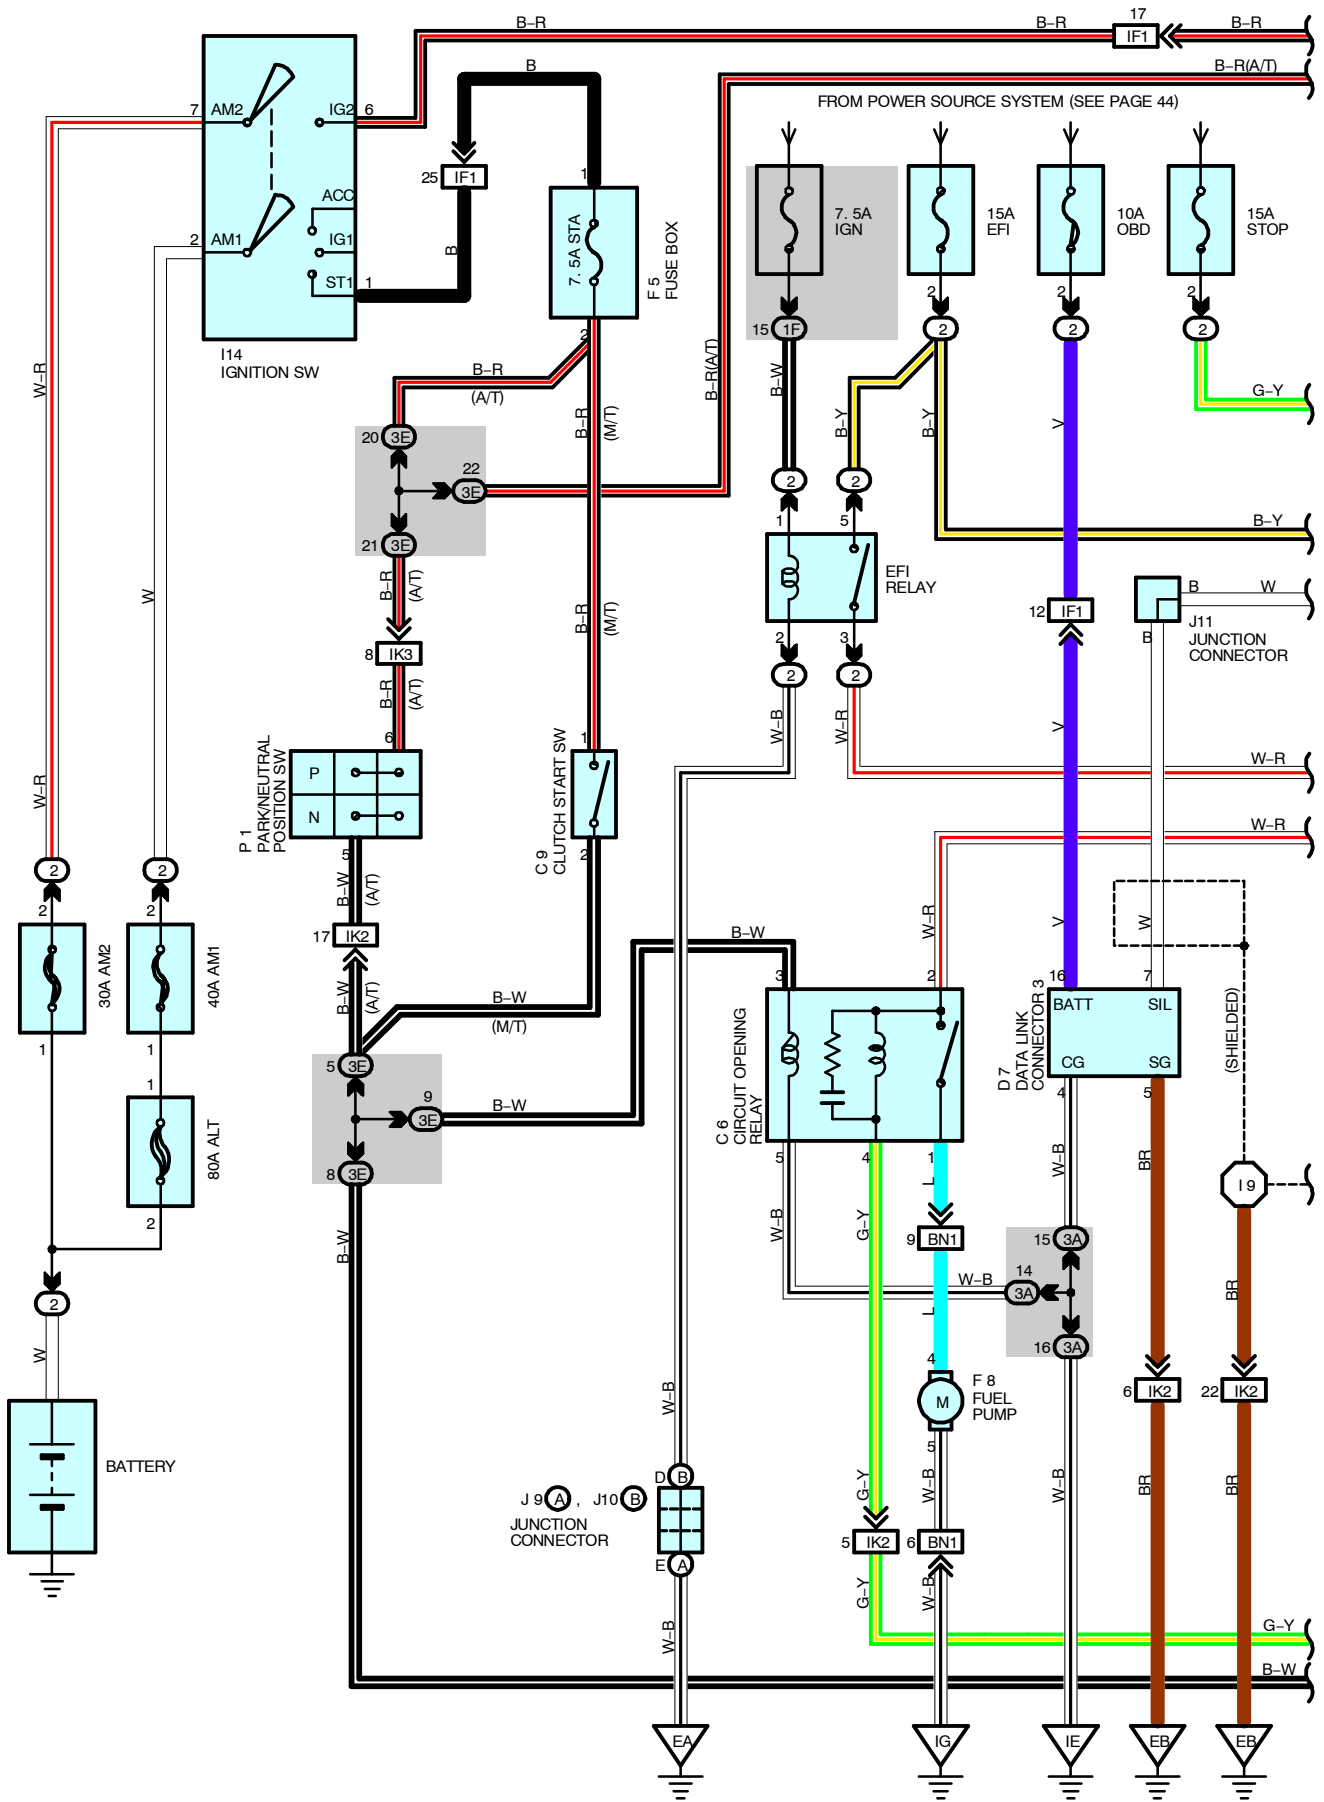 B-R
B-R
17
IF1
B-R
B
B-R(A/T)
FROM POWER SOURCE SYSTEM (SEE PAGE 44)
7
AM2
IG2
6
25
IF1
1
ACC
2
AM1
IG1
B
ST1
1
7. 5A STA
F 5
FUSE BOX
7. 5A
IGN
15A
EFI
10A
OBD
15A
STOP
2
2
2
15
1F
2
2
2
I14
IGNITION SW
2
W-R
B-R
(A/T)
B-R
(M/T)
B-R(A/T)
B-W
B-Y
B-Y
V
G-Y
20
3E
22
3E
21
3E
2
2
1
5
B-Y
EFI
RELAY
W
B-R
(A/T)
B-R
(M/T)
12
IF1
B
W
B
J11
JUNCTION
CONNECTOR
8
IK3
2
3
2
2
B-R
(A/T)
W-B
W-R
V
6
1
W-R
W-R
P 1
PARK/NEUTRAL
POSITION SW
P
N
C 9
CLUTCH START SW
W-R
5
2
2
2
B-W
(A/T)
2
2
W-R
V
W
17
IK2
B-W
30A AM2
40A AM1
B-W
(A/T)
B-W
(M/T)
3
2
16
7
BATT
SIL
CG
SG
D 7
DATA LINK
CONNECTOR 3
(SHIELDED)
1
1
1
5
3E
9
3E
B-W
C 6
CIRCUIT OPENING
RELAY
80A ALT
8
3E
2
5
4
1
4
5
W-B
BR
L
I 9
W-B
G-Y
9
BN1
15
3A
B-W
14
3A
W-B
L
BR
2
16
3A
W
4
W-B
M
F 8
FUEL
PUMP
6
IK2
22
IK2
5
BATTERY
D
B
J 9
A
,
J10
B
JUNCTION
CONNECTOR
G-Y
W-B
W-B
BR
BR
E
A
5
IK2
6
BN1
W-B
G-Y
W-B
G-Y
B-W
EA
IG
IE
EB
EB